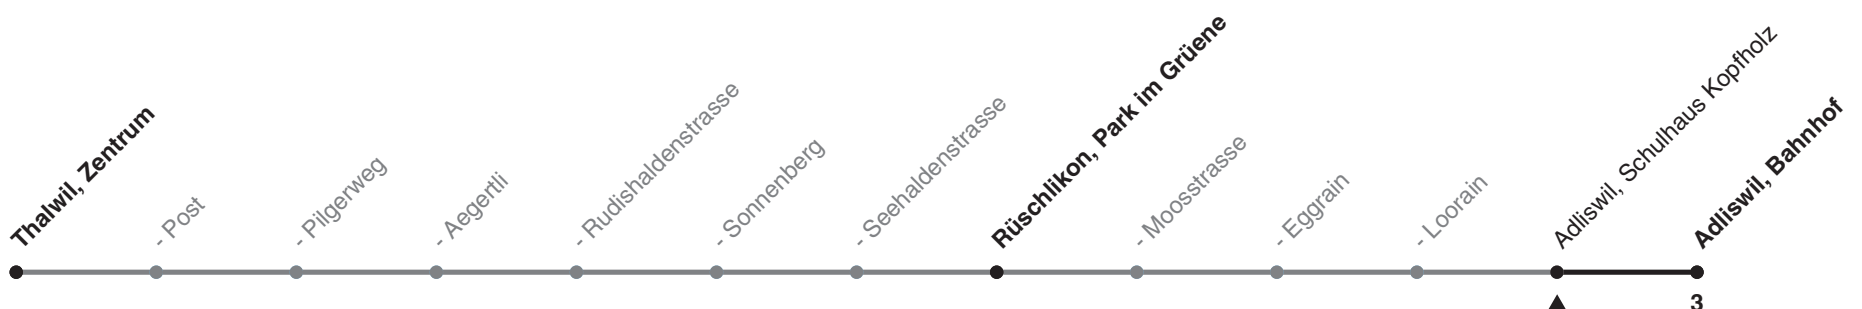 Thalwil, Zentrum
- Post
- Pilgerweg
- Aegertli
- Rudishaldenstrasse
- Sonnenberg
- Seehaldenstrasse
Rüschlikon, Park im Grüene
- Moosstrasse
- Eggrain
- Loorain
Adliswil, Schulhaus Kopfholz
Adliswil, Bahnhof
3